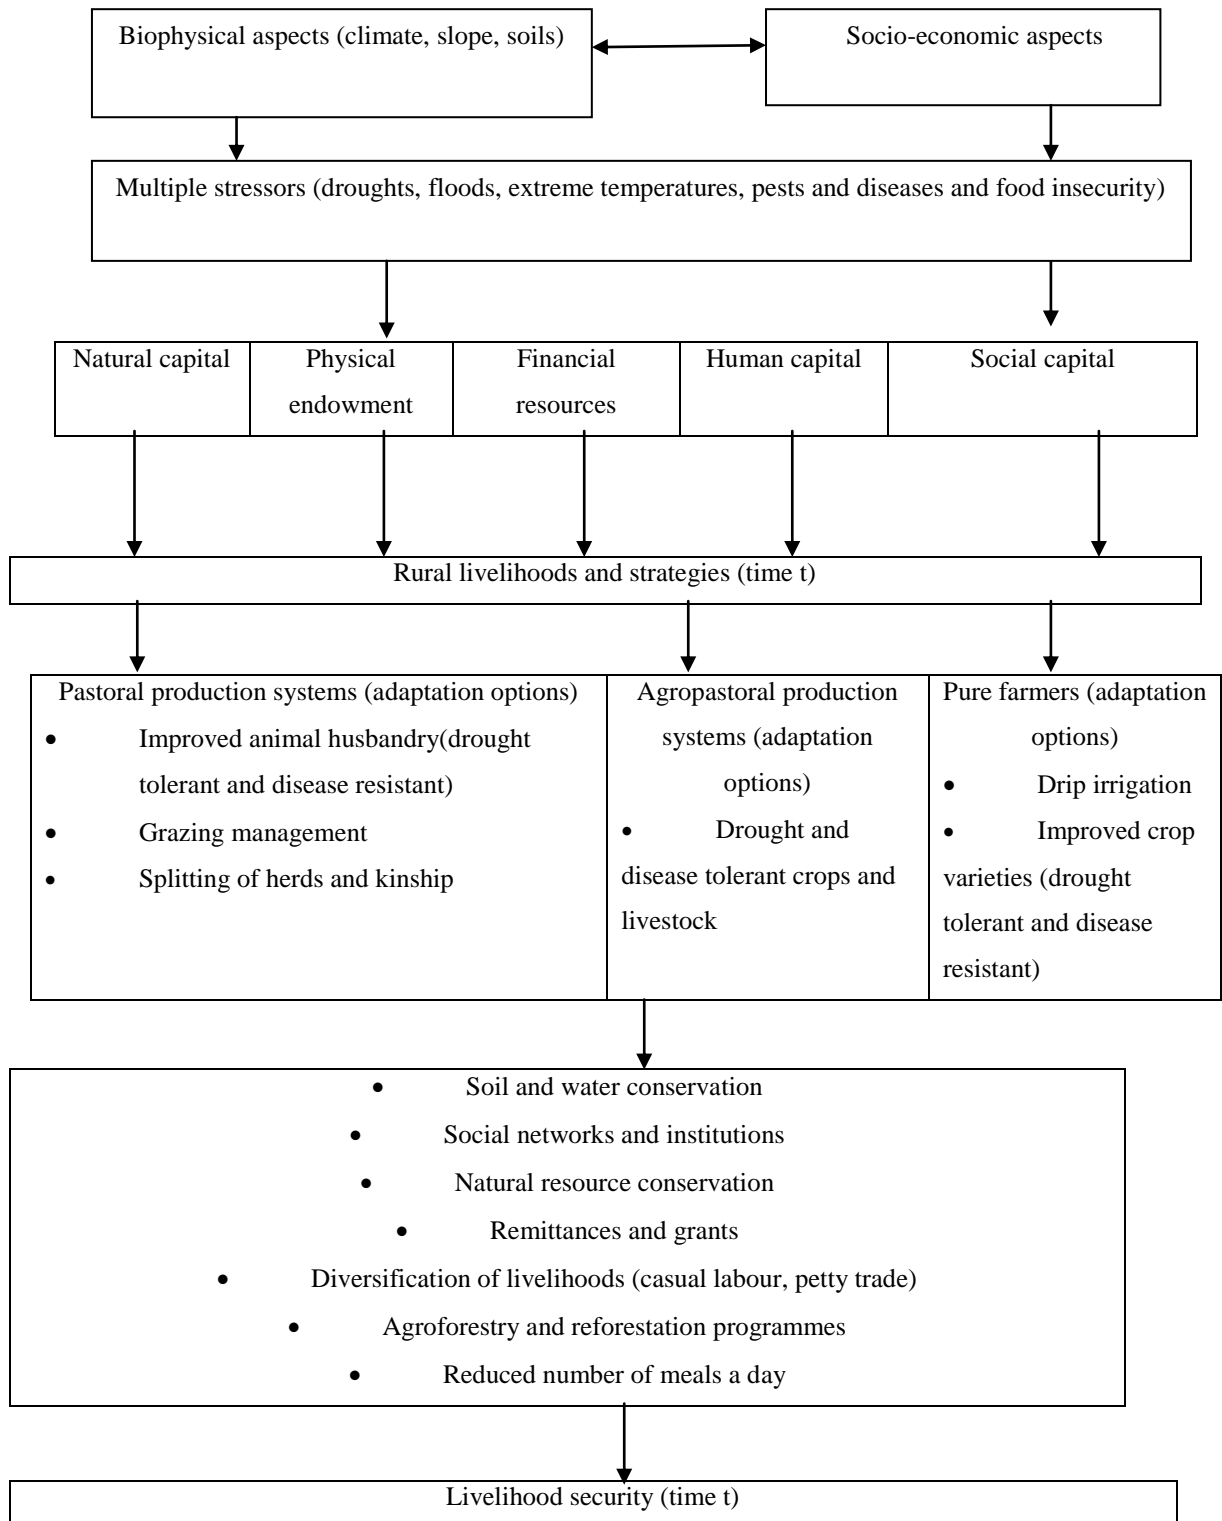 Biophysical aspects (climate, slope, soils)
Socio-economic aspects
Multiple stressors (droughts, floods, extreme temperatures, pests and diseases and food insecurity)
Natural capital
Physical
endowment
Financial
resources
Human capital
Social capital
Rural livelihoods and strategies (time t)
Pastoral production systems (adaptation options)
• Improved animal husbandry(drought
tolerant and disease resistant)
• Grazing management
• Splitting of herds and kinship
Agropastoral production
systems (adaptation
options)
• Drought and
disease tolerant crops and
livestock
Pure farmers (adaptation
options)
• Drip irrigation
• Improved crop
varieties (drought
tolerant and disease
resistant)
• Soil and water conservation
• Social networks and institutions
• Natural resource conservation
• Remittances and grants
• Diversification of livelihoods (casual labour, petty trade)
• Agroforestry and reforestation programmes
• Reduced number of meals a day
Livelihood security (time t)